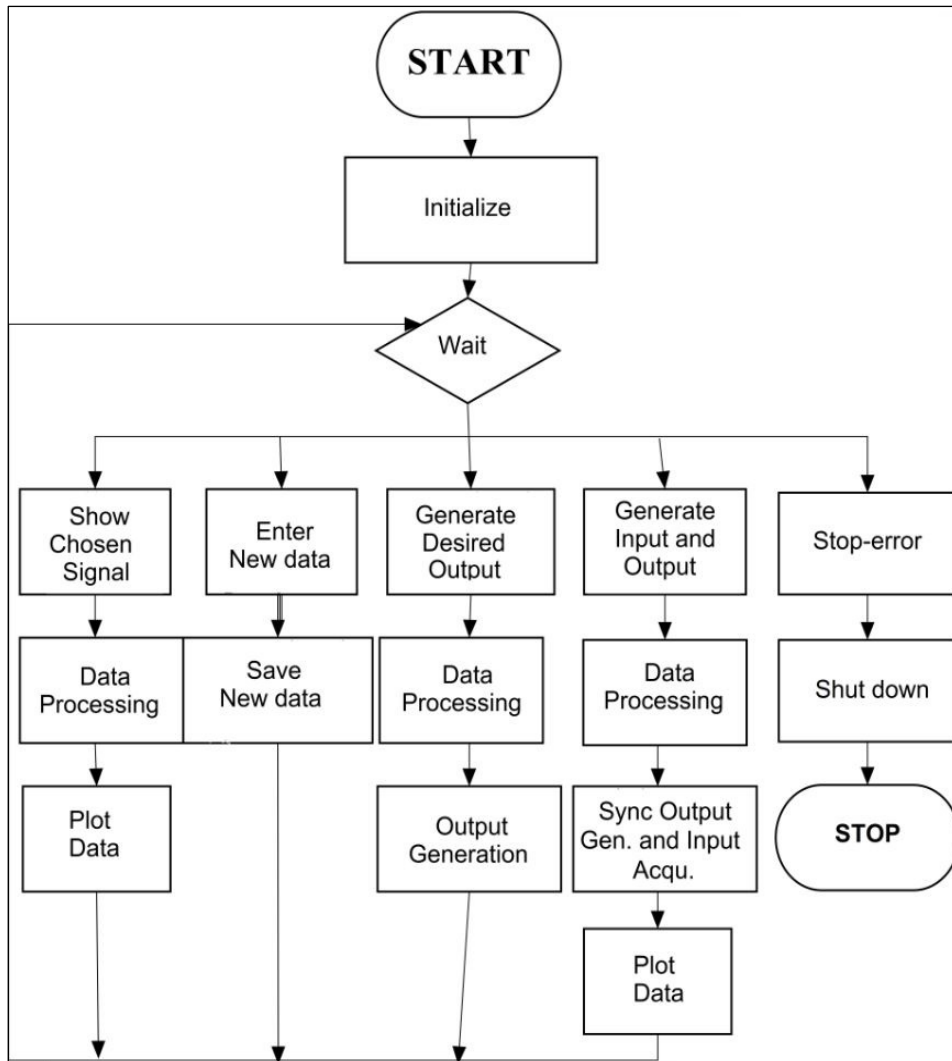 START
Initialize
Wait
Show
Chosen
Signal
Enter
New data
Generate
Desired
Output
Generate
Input and
Output
Stop-error
Data
Processing
Save
New data
Data
Processing
Data
Processing
Shut down
Plot
Data
Output
Generation
Sync Output
Gen. and Input
Acqu.
STOP
Plot
Data